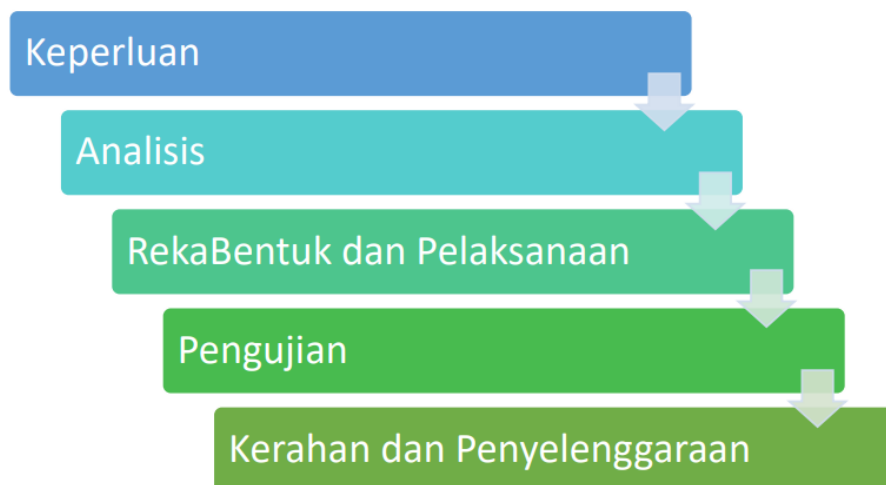 Keperluan
Analisis
RekaBentuk dan Pelaksanaan
Pengujian
Kerahan dan Penyelenggaraan